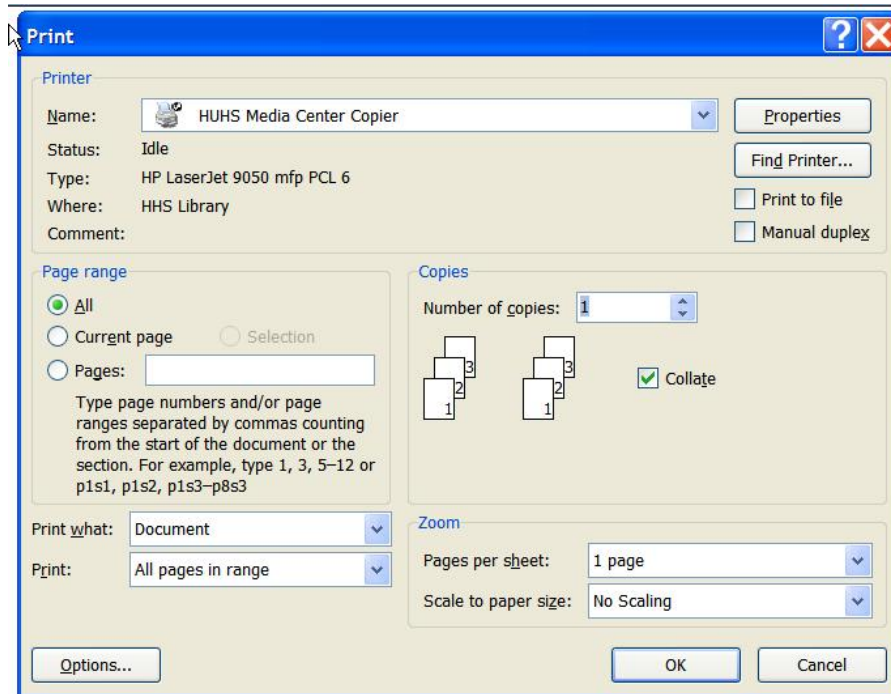 Print
Printer
Name: HUHS Media Center Copier Properties
Status: Idle Find Printer...
Type: HP LaserJet 9050 mfp PCL 6
Where: HHS Library Print to file
Comment: Manual duplex
Page range
All
Current page Selection
Pages:
Type page numbers and/or page
ranges separated by commas counting
from the start of the document or the
section. For example, type 1, 3, 5–12 or
p1s1, p1s2, p1s3–p8s3
Copies
Number of copies: 1
3 3
2 2
1 1
Collate
Print what: Document
Print: All pages in range
Zoom
Pages per sheet: 1 page
Scale to paper size: No Scaling
Options... OK Cancel